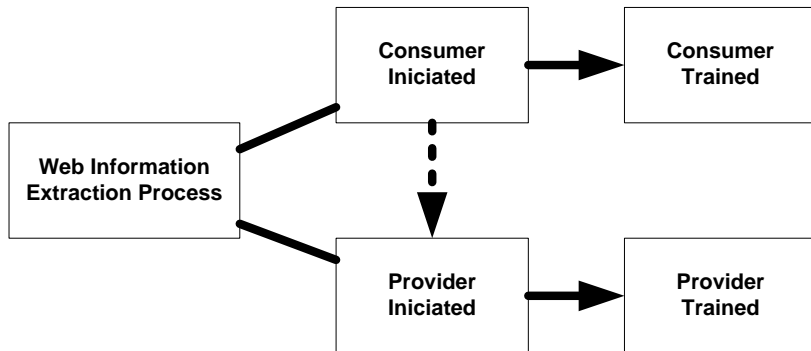 Consumer
Iniciated
Consumer
Trained
Web Information
Extraction Process
Provider
Iniciated
Provider
Trained